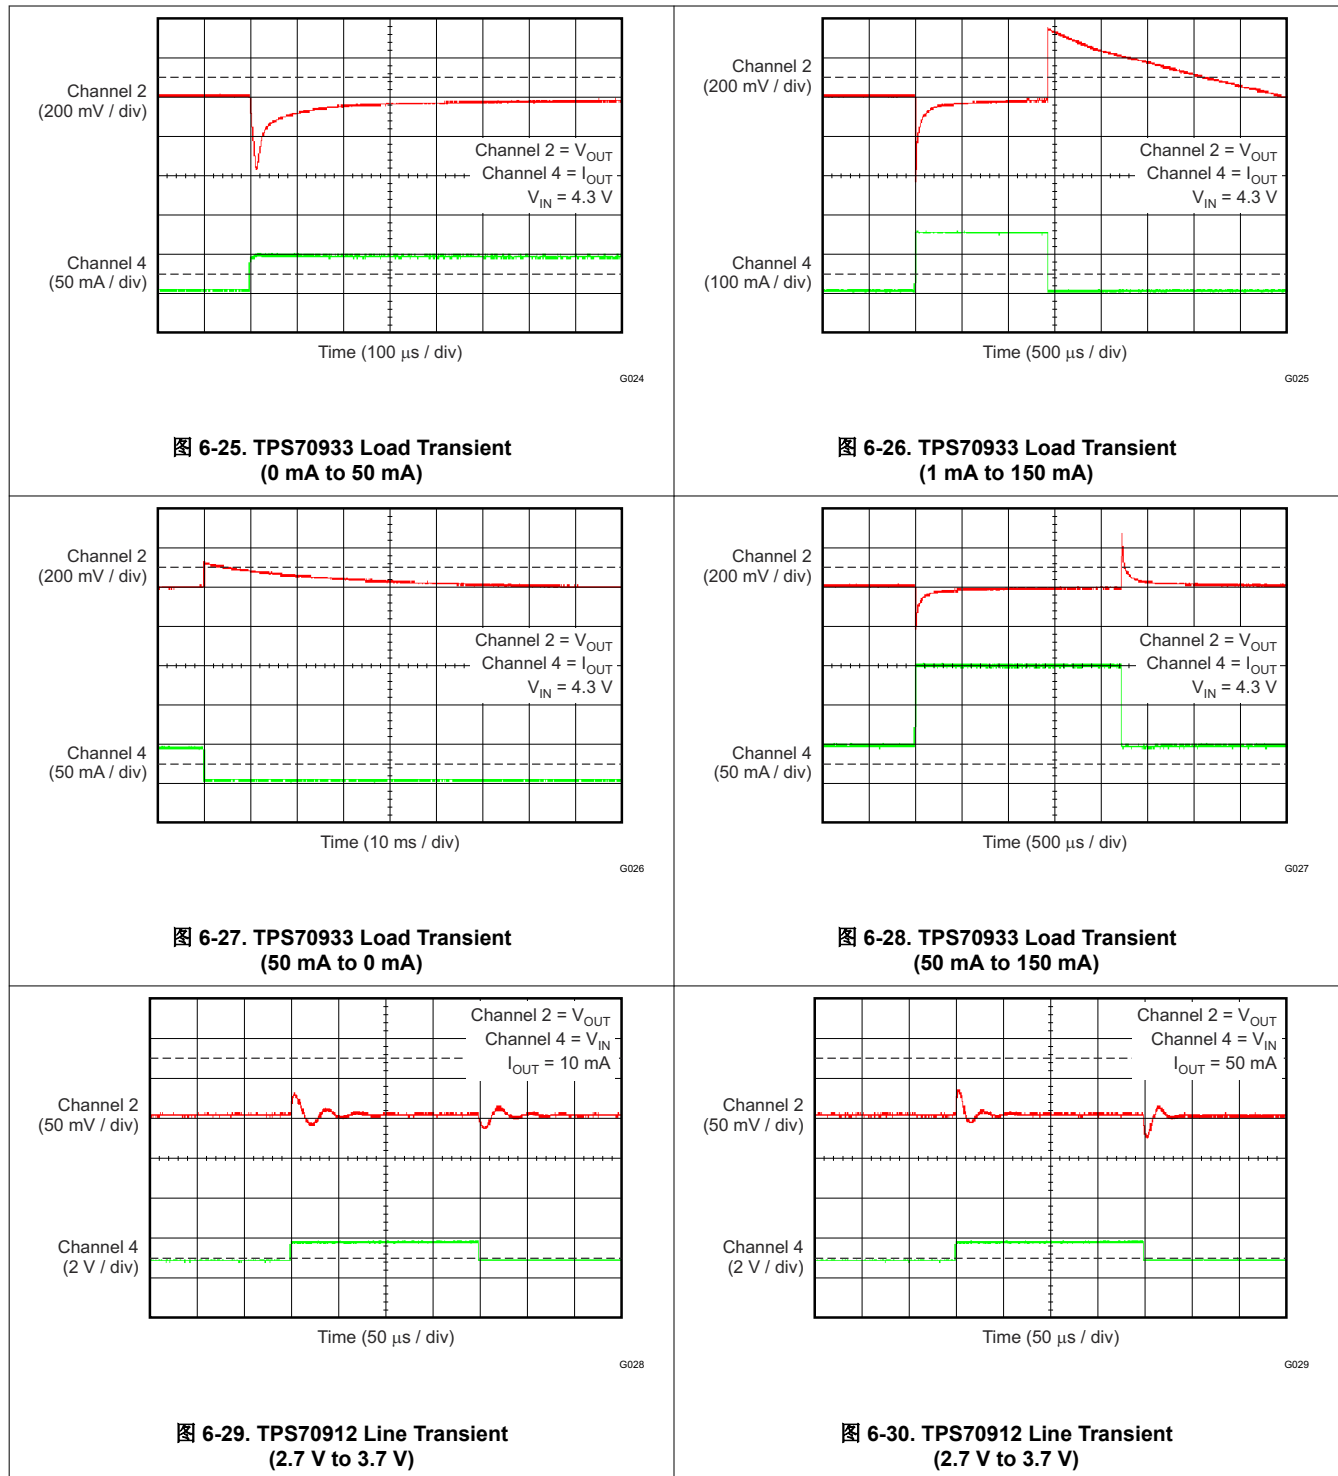 Channel 2
(200 mV / div)
Channel 2 = VOUT
Channel 4 = IOUT
VIN = 4.3 V
Channel 4
(50 mA / div)
Time (100 μs / div)
G024
图 6-25. TPS70933 Load Transient
(0 mA to 50 mA)
Channel 2
(200 mV / div)
Channel 2 = VOUT
Channel 4 = IOUT
VIN = 4.3 V
Channel 4
(100 mA / div)
Time (500 μs / div)
G025
图 6-26. TPS70933 Load Transient
(1 mA to 150 mA)
Channel 2
(200 mV / div)
Channel 2 = VOUT
Channel 4 = IOUT
VIN = 4.3 V
Channel 4
(50 mA / div)
Time (10 ms / div)
G026
图 6-27. TPS70933 Load Transient
(50 mA to 0 mA)
Channel 2
(200 mV / div)
Channel 2 = VOUT
Channel 4 = IOUT
VIN = 4.3 V
Channel 4
(50 mA / div)
Time (500 μs / div)
G027
图 6-28. TPS70933 Load Transient
(50 mA to 150 mA)
Channel 2 = VOUT
Channel 4 = VIN
IOUT = 10 mA
Channel 2
(50 mV / div)
Channel 4
(2 V / div)
Time (50 μs / div)
G028
图 6-29. TPS70912 Line Transient
(2.7 V to 3.7 V)
Channel 2 = VOUT
Channel 4 = VIN
IOUT = 50 mA
Channel 2
(50 mV / div)
Channel 4
(2 V / div)
Time (50 μs / div)
G029
图 6-30. TPS70912 Line Transient
(2.7 V to 3.7 V)